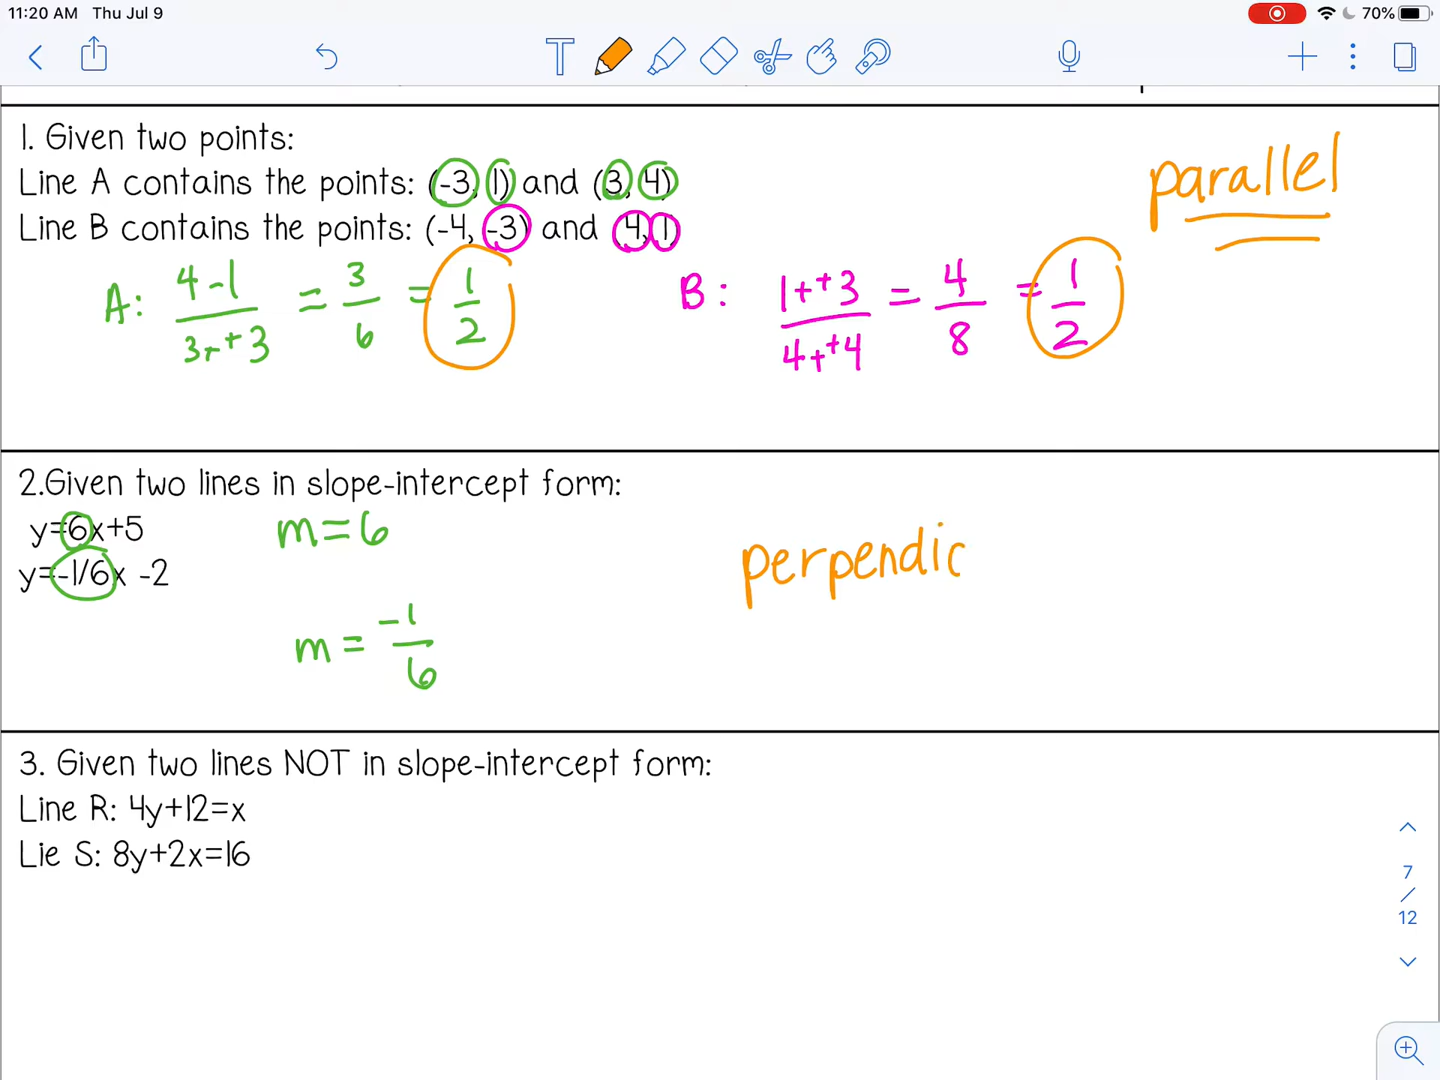 11:20 AM Thu Jul 9
70%
1. Given two points:
Line A contains the points: (-3, 1) and (3, 4)
Line B contains the points: (-4, -3) and (4, 1)
parallel
A: 4-1/3++3 = 3/6 = 1/2
B: 1++3/4++4 = 4/8 = 1/2
2.Given two lines in slope-intercept form:
y=6x+5
m=6
y=-1/6x -2
perpendic
m = -1/6
3. Given two lines NOT in slope-intercept form:
Line R: 4y+12=x
Lie S: 8y+2x=16
7
/
12